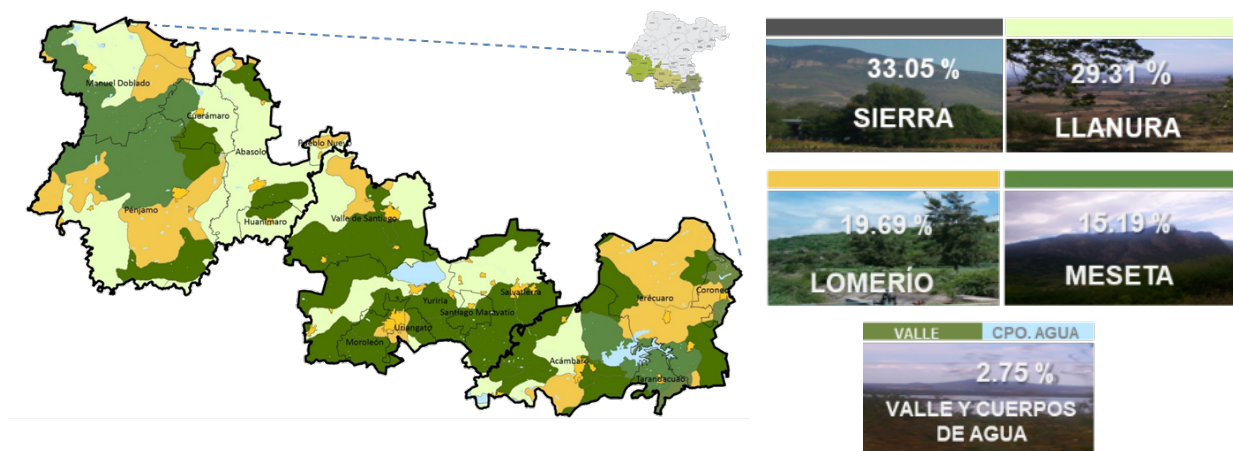 Manuel Doblado
Cuerámaro
Abasolo
Pueblo Nuevo
Pénjamo
Huanímaro
Valle de Santiago
Yuriria
Salvatierra
Santiago Maravatío
Uriangato
Moroleón
Jerécuaro
Coroneo
Acámbaro
Tarandacuao
33.05 %
SIERRA
29.31 %
LLANURA
19.69 %
LOMERÍO
15.19 %
MESETA
VALLE
CPO. AGUA
2.75 %
VALLE Y CUERPOS
DE AGUA